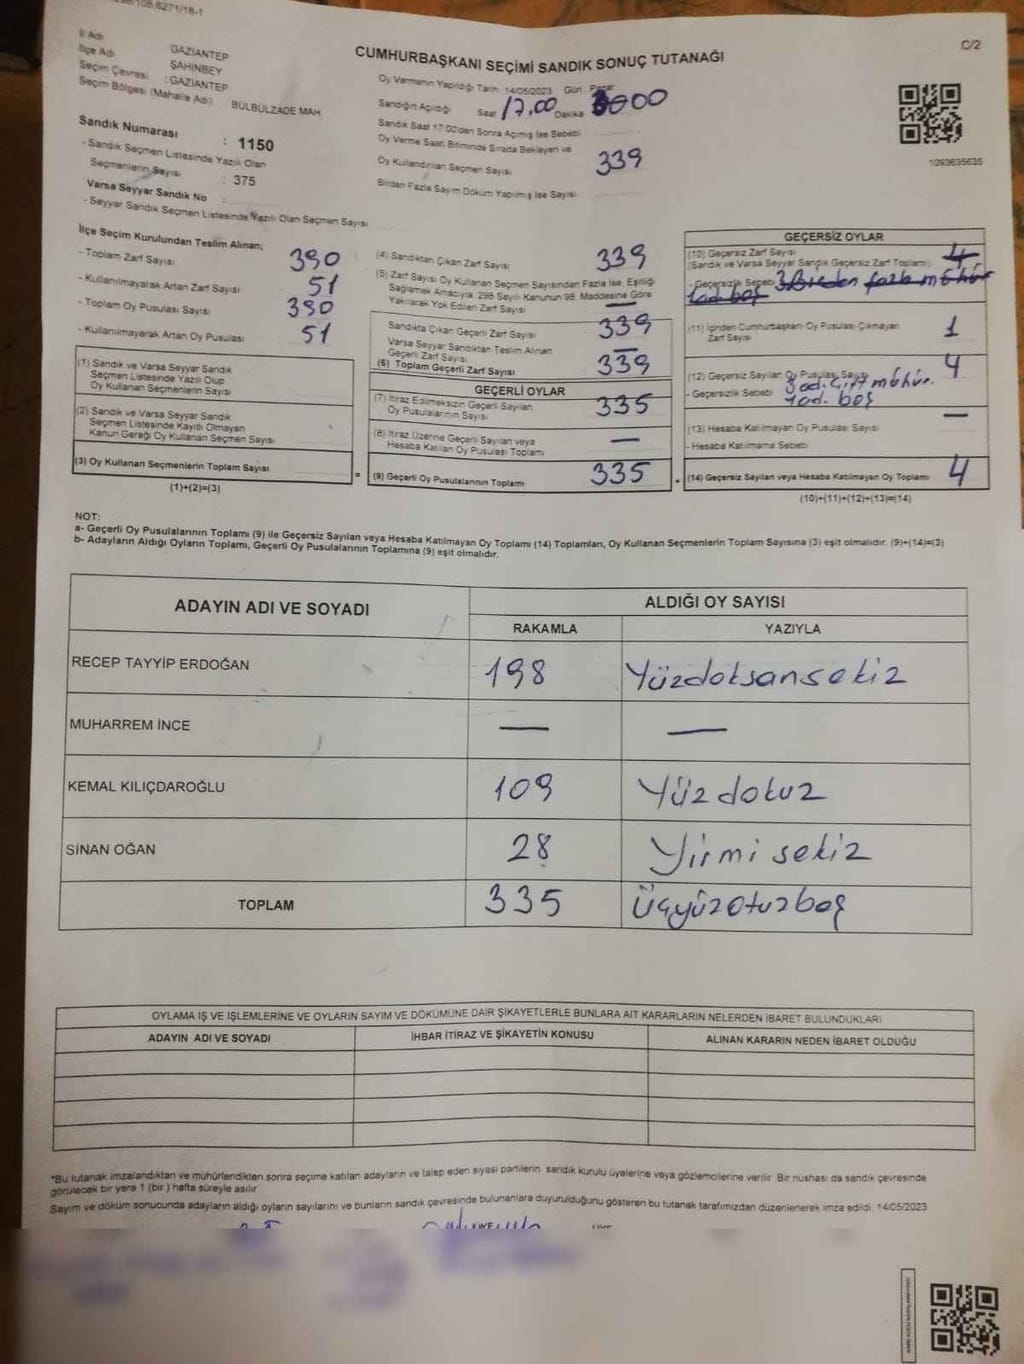 C/2
İl Adı
İlçe Adı GAZİANTEP
Seçim Çevresi ŞAHİNBEY
Seçim Bölgesi (Mahalle Adı) : GAZİANTEP
BÜLBÜLZADE MAH
CUMHURBAŞKANI SEÇİMİ SANDIK SONUÇ TUTANAĞI
Oy Vermenin Yapıldığı Tarih 14/05/2023 Gün : Pazar
Sandığın Açıldığı Saat 17.00 Dakika 00
Sandık Saat 17:00'den Sonra Açımış İse Sebebi :
Oy Verme Saati Bitiminde Sırada Bekleyen ve
Oy Kullandırılan Seçmen Sayısı 339
Birden Fazla Sayım Döküm Yapılmış İse Sayısı
1093635635
Sandık Numarası : 1150
- Sandık Seçmen Listesinde Yazılı Olan
Seçmenlerin Sayısı : 375
Varsa Seyyar Sandık No :
- Seyyar Sandık Seçmen Listesinde Yazılı Olan Seçmen Sayısı
İlçe Seçim Kurulundan Teslim Alınan:
- Toplam Zarf Sayısı 390
- Kullanılmayarak Artan Zarf Sayısı 51
- Toplam Oy Pusulası Sayısı 390
- Kullanılmayarak Artan Oy Pusulası 51
(1) Sandık ve Varsa Seyyar Sandık
Seçmen Listesinde Yazılı Olup
Oy Kullanan Seçmenlerin Sayısı
(2) Sandık ve Varsa Seyyar Sandık
Seçmen Listesinde Kayıtlı Olmayan
Kanun Gereği Oy Kullanan Seçmen Sayısı
(3) Oy Kullanan Seçmenlerin Toplam Sayısı
(1)+(2)=(3)
(4) Sandıktan Çıkan Zarf Sayısı 339
(5) Zarf Sayısı Oy Kullanan Seçmen Sayısından Fazla İse, Eşitliği
Sağlamak Amacıyla, 298 Sayılı Kanunun 98. Maddesine Göre
Yakılarak Yok Edilen Zarf Sayısı —
Sandıkta Çıkan Geçerli Zarf Sayısı 339
Varsa Seyyar Sandıktan Teslim Alınan
Geçerli Zarf Sayısı —
(6) Toplam Geçerli Zarf Sayısı 339
GEÇERLİ OYLAR
(7) İtiraz Edilmeksizin Geçerli Sayılan
Oy Pusulalarının Sayısı 335
(8) İtiraz Üzerine Geçerli Sayılan veya
Hesaba Katılan Oy Pusulası Toplamı —
(9) Geçerli Oy Pusulalarının Toplamı 335
GEÇERSİZ OYLAR
(10) Geçersiz Zarf Sayısı 4
(Sandık ve Varsa Seyyar Sandık Geçersiz Zarf Toplamı)
- Geçersizlik Sebebi 3 Birden fazla mühür
1 ad boş
(11) İçinden Cumhurbaşkanı Oy Pusulası Çıkmayan
Zarf Sayısı 1
(12) Geçersiz Sayılan Oy Pusulası Sayısı 4
- Geçersizlik Sebebi 3 ad. Çift mühür.
1 ad. boş
(13) Hesaba Katılmayan Oy Pusulası Sayısı —
- Hesaba Katılmama Sebebi
(14) Geçersiz Sayılan veya Hesaba Katılmayan Oy Toplamı 4
(10)+(11)+(12)+(13)=(14)
NOT:
a- Geçerli Oy Pusulalarının Toplamı (9) ile Geçersiz Sayılan veya Hesaba Katılmayan Oy Toplamı (14) Toplamları, Oy Kullanan Seçmenlerin Toplam Sayısına (3) eşit olmalıdır. (9)+(14)=(3)
b- Adayların Aldığı Oyların Toplamı, Geçerli Oy Pusulalarının Toplamına (9) eşit olmalıdır.
ADAYIN ADI VE SOYADI ALDIĞI OY SAYISI
RAKAMLA YAZIYLA
RECEP TAYYİP ERDOĞAN 198 Yüzdoksansekiz
MUHARREM İNCE — —
KEMAL KILIÇDAROĞLU 109 Yüzdokuz
SİNAN OĞAN 28 Yirmi sekiz
TOPLAM 335 Üçyüzotuzbeş
OYLAMA İŞ VE İŞLEMLERİNE VE OYLARIN SAYIM VE DÖKÜMÜNE DAİR ŞİKAYETLERLE BUNLARA AİT KARARLARIN NELERDEN İBARET BULUNDUKLARI
ADAYIN ADI VE SOYADI İHBAR İTİRAZ VE ŞİKAYETİN KONUSU ALINAN KARARIN NEDEN İBARET OLDUĞU
*Bu tutanak imzalandıktan ve mühürlendikten sonra seçime katılan adayların ve talep eden siyasi partilerin sandık kurulu üyelerine veya gözlemcilerine verilir. Bir nushası da sandık çevresinde
görülecek bir yere 1 (bir) hafta süreyle asılır.
Sayım ve döküm sonucunda adayların aldığı oyların sayılarını ve bunların sandık çevresinde bulunanlara duyurulduğunu gösteren bu tutanak tarafımızdan düzenlenerek imza edildi. 14/05/2023